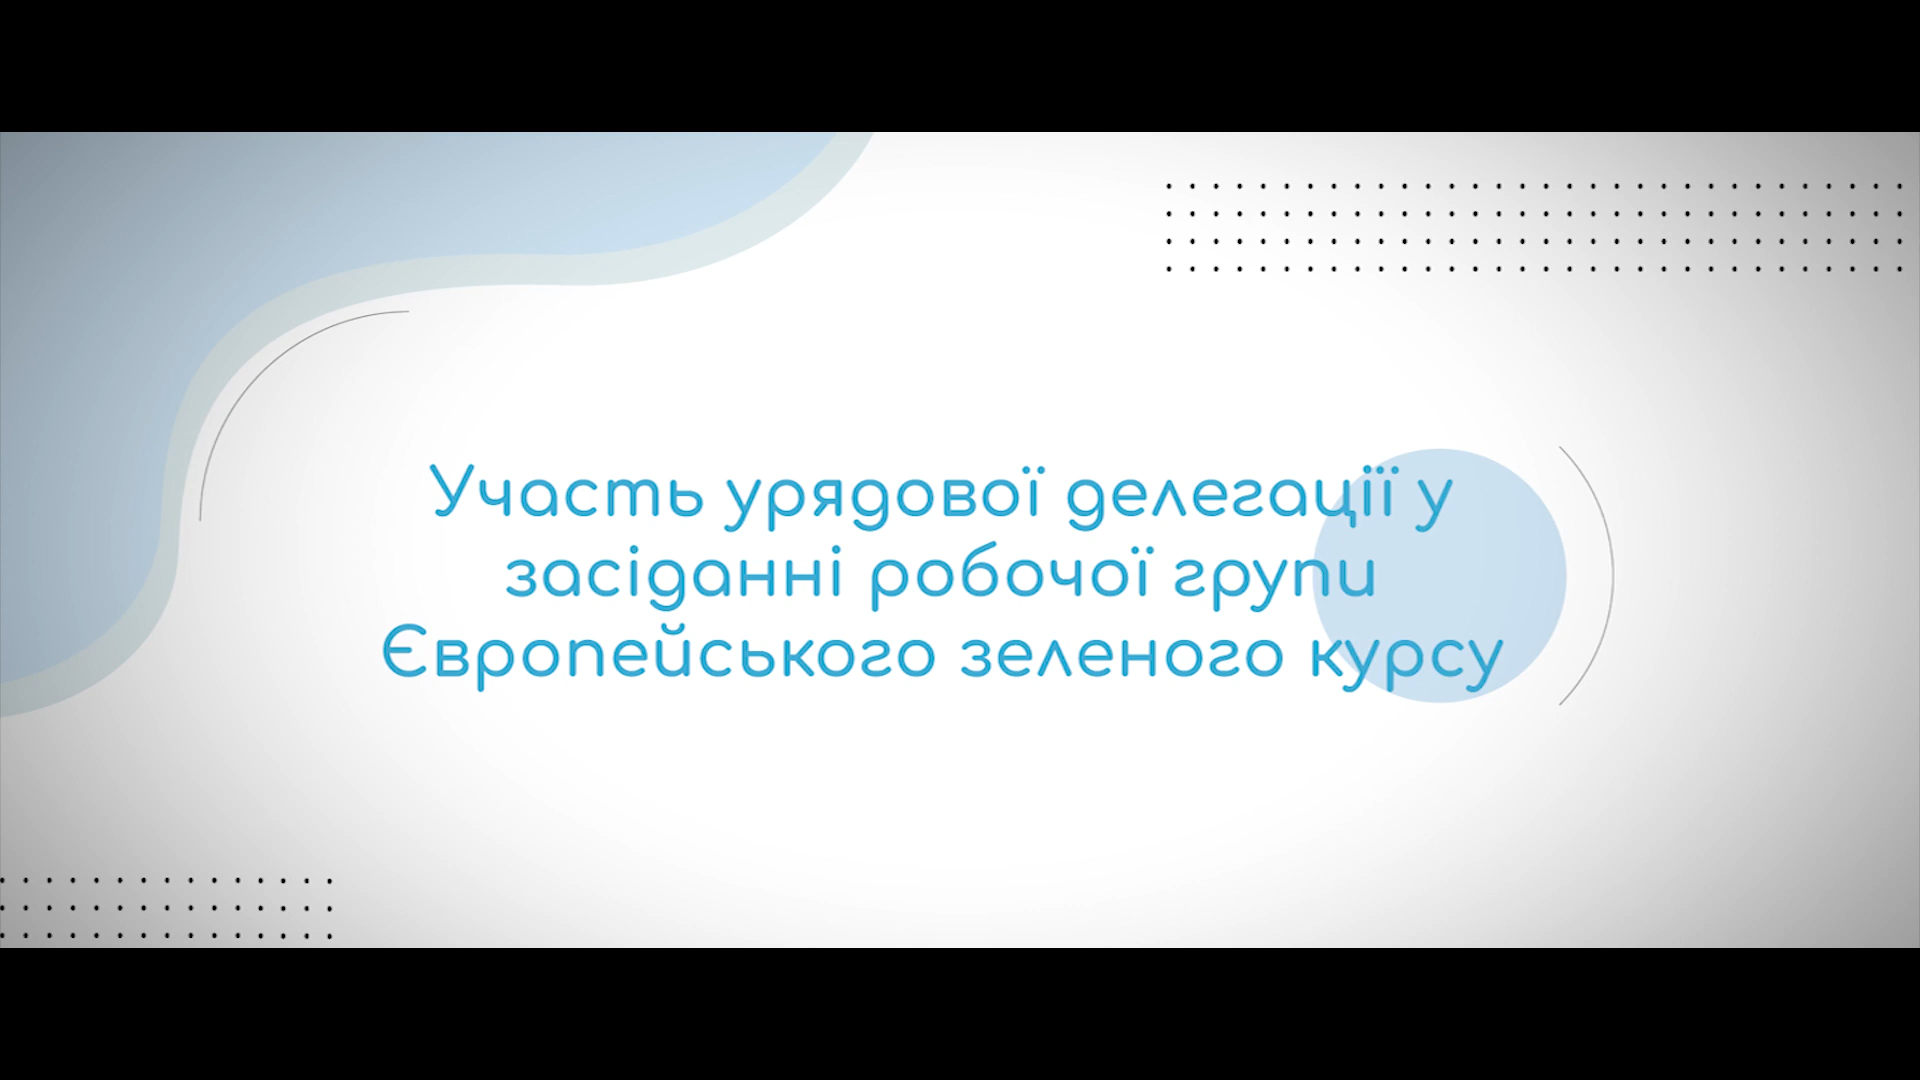 Участь урядової делегації у
засіданні робочої групи
Європейського зеленого курсу